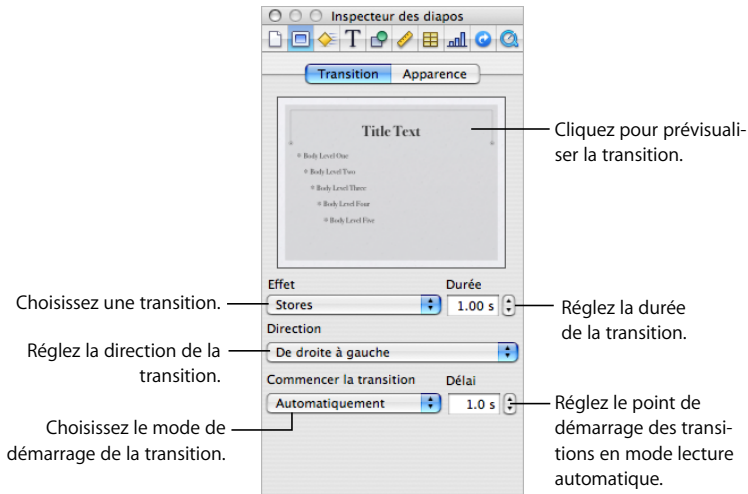 Inspecteur des diapos
Transition
Apparence
Title Text
Body Level One
Body Level Two
Body Level Three
Body Level Four
Body Level Five
Cliquez pour prévisuali-
ser la transition.
Effet
Durée
Choisissez une transition.
Stores
1.00 s
Réglez la durée
de la transition.
Direction
Réglez la direction de la
transition.
De droite à gauche
Commencer la transition
Délai
Automatiquement
1.0 s
Choisissez le mode de
démarrage de la transition.
Réglez le point de
démarrage des transi-
tions en mode lecture
automatique.